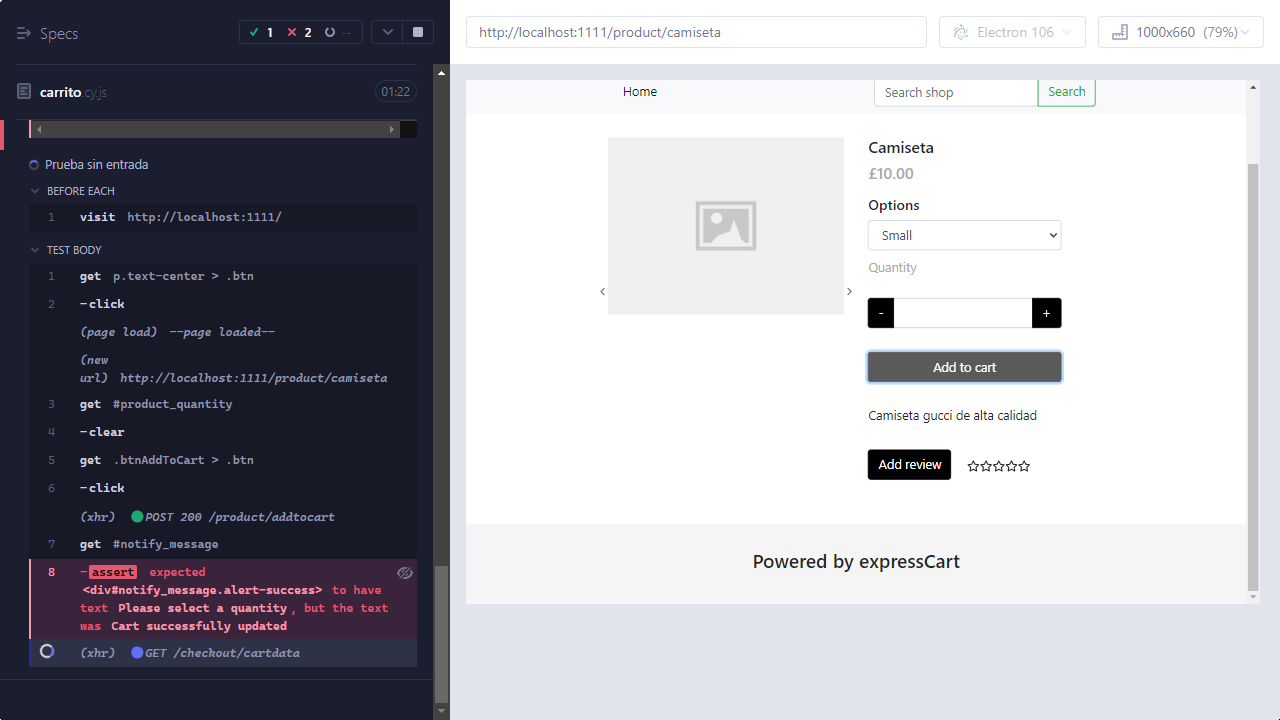 Specs
1 2 --
carrito cy.js
01:22
Prueba sin entrada
BEFORE EACH
1 visit http://localhost:1111/
TEST BODY
1 get p.text-center > .btn
2 -click
(page load) --page loaded--
(new
url) http://localhost:1111/product/camiseta
3 get #product_quantity
4 -clear
5 get .btnAddToCart > .btn
6 -click
(xhr) POST 200 /product/addtocart
7 get #notify_message
8 -assert expected
<div#notify_message.alert-success> to have
text Please select a quantity, but the text
was Cart successfully updated
(xhr) GET /checkout/cartdata
http://localhost:1111/product/camiseta
Electron 106
1000x660 (79%)
Home
Search shop
Search
Camiseta
£10.00
Options
Small
Quantity
- +
Add to cart
Camiseta gucci de alta calidad
Add review
Powered by expressCart